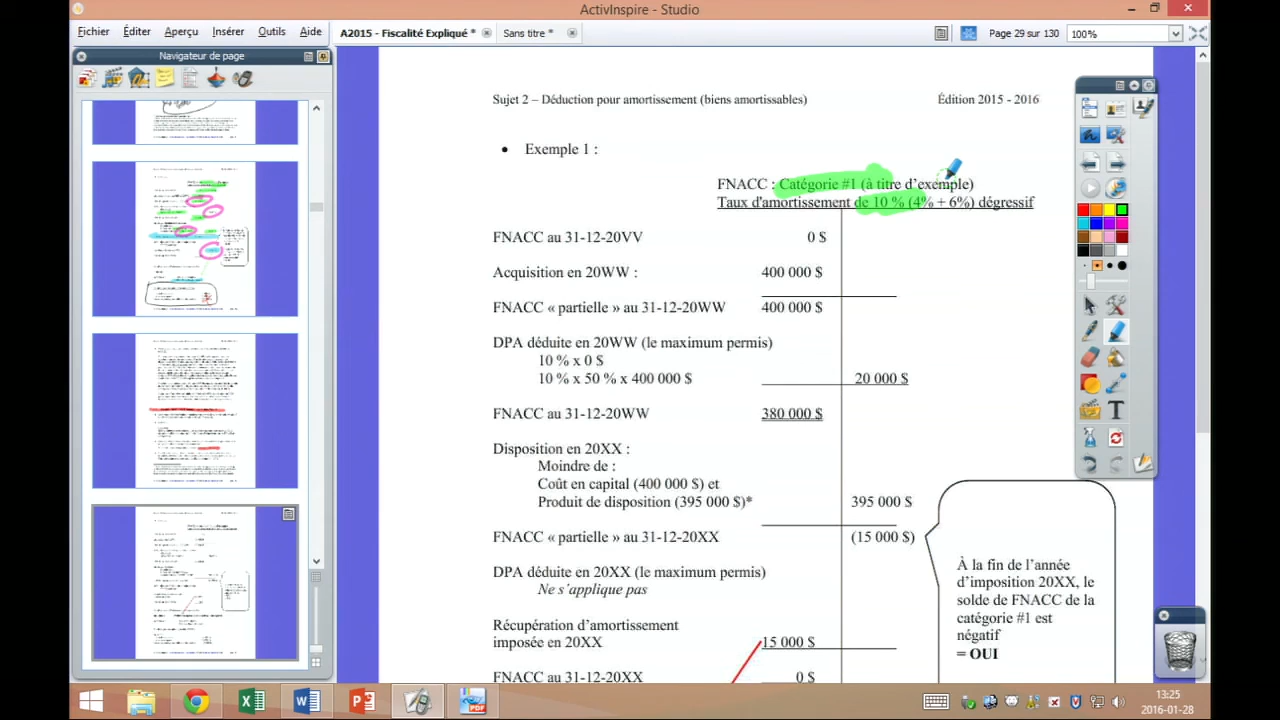 ActivInspire - Studio
Fichier Éditer Aperçu Insérer Outils Aide
A2015 - Fiscalité Expliqué *
Sans titre *
Page 29 sur 130
100%
Navigateur de page
Sujet 2 – Déduction pour amortissement (biens amortissables) Édition 2015 - 2016
• Exemple 1 :
FNACC : Catégorie #1 (à titre d'exemple)
Taux d'amortissement de 10 % (4% + 6%) dégressif
FNACC au 31-12-20VV 0 $
Acquisition en 20WW : 400 000 $
FNACC « partielle » au 31-12-20WW 400 000 $
DPA déduite en 20WW (le maximum permis)
10 % x 0 $
10 % x 50 % x 400 000 $ 20 000 $
FNACC au 31-12-20WW 380 000 $
Disposition en 20XX :
Moindre de :
Coût en capital (400 000 $) et
Produit de disposition (395 000 $)* 395 000 $
FNACC « partielle » au 31-12-20XX (15 000 $)
DPA déduite en 20XX (le maximum permis)
Ne s'applique pas
Récupération d'amortissement
imposée en 20XX 15 000 $
FNACC au 31-12-20XX 0 $
À la fin de l'année
d'imposition 20XX, le
solde de FNACC de la
catégorie #1 est
négatif
= OUI
13:25
2016-01-28